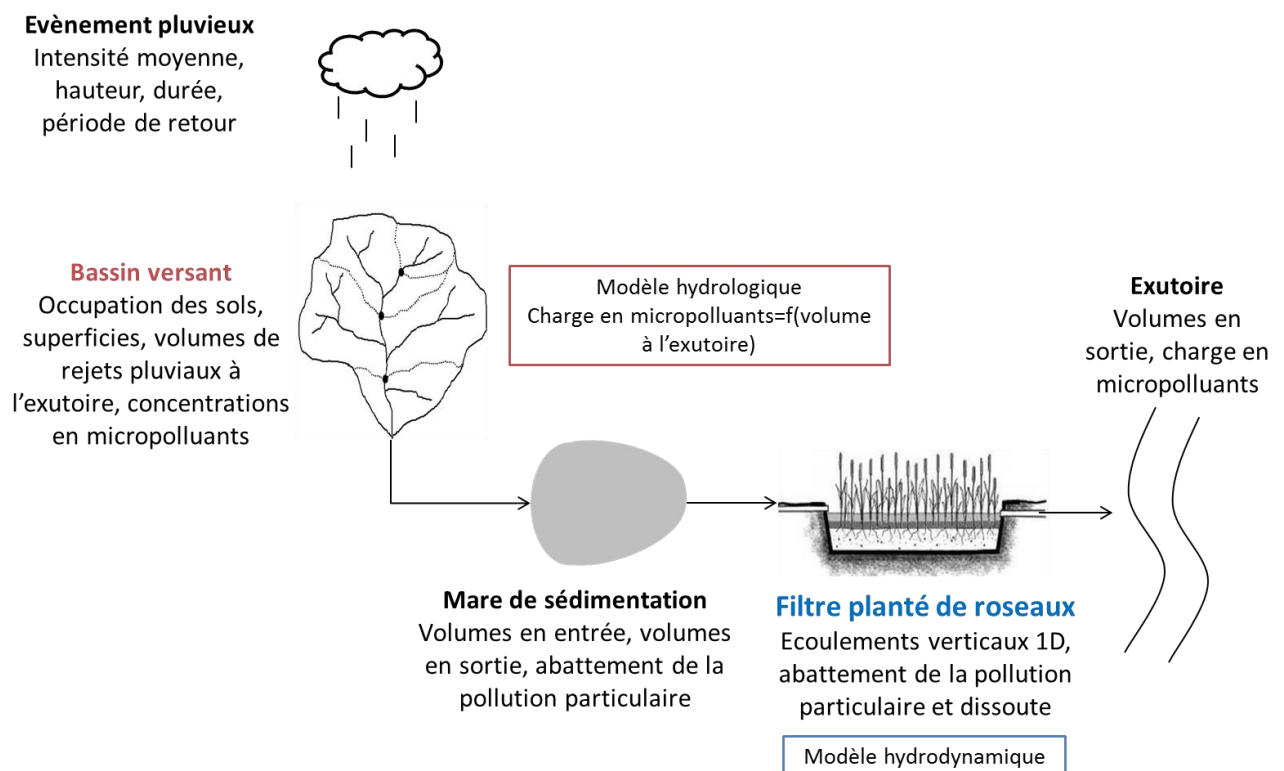 Evènement pluvieux
Intensité moyenne,
hauteur, durée,
période de retour
Bassin versant
Occupation des sols,
superficies, volumes de
rejets pluviaux à
l'exutoire, concentrations
en micropolluants
Modèle hydrologique
Charge en micropolluants=f(volume
à l'exutoire)
Mare de sédimentation
Volumes en entrée, volumes
en sortie, abattement de la
pollution particulaire
Filtre planté de roseaux
Ecoulements verticaux 1D,
abattement de la pollution
particulaire et dissoute
Modèle hydrodynamique
Exutoire
Volumes en
sortie, charge en
micropolluants